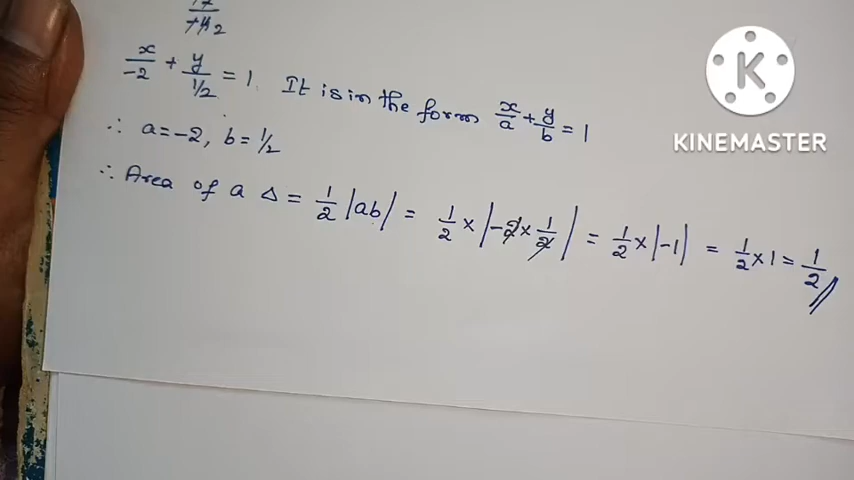 x/-2 + y/1/2 = 1. It is in the form x/a + y/b = 1
∴ a = -2, b = 1/2
∴ Area of a Δ = 1/2 |ab| = 1/2 × |-2 × 1/2| = 1/2 × |-1| = 1/2 × 1 = 1/2 //
K
KINEMASTER